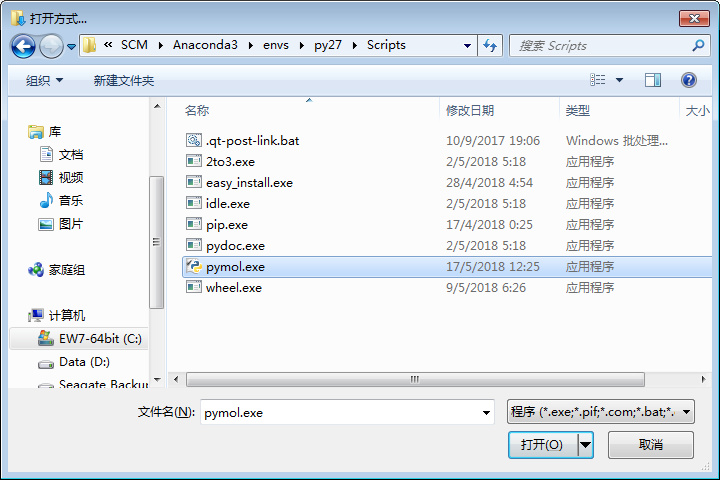 打开方式...
« SCM Anaconda3 envs py27 Scripts
搜索 Scripts
组织 新建文件夹
名称 修改日期 类型 大小
库
文档
视频
音乐
图片
家庭组
计算机
EW7-64bit (C:)
Data (D:)
Seagate Backup
.qt-post-link.bat 10/9/2017 19:06 Windows 批处理...
2to3.exe 2/5/2018 5:18 应用程序
easy_install.exe 28/4/2018 4:54 应用程序
idle.exe 2/5/2018 5:18 应用程序
pip.exe 17/4/2018 0:25 应用程序
pydoc.exe 2/5/2018 5:18 应用程序
pymol.exe 17/5/2018 12:25 应用程序
wheel.exe 9/5/2018 6:26 应用程序
文件名(N): pymol.exe 程序 (*.exe;*.pif;*.com;*.bat;*.
打开(O) 取消